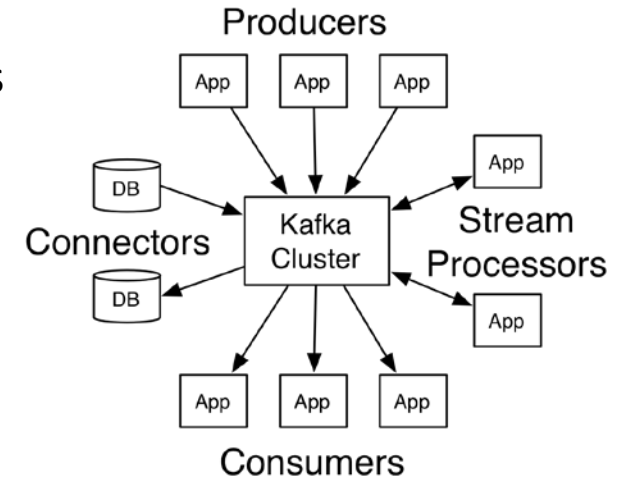 Producers
App
App
App
DB
App
Kafka
Cluster
Connectors
Stream
Processors
DB
App
App
App
App
Consumers